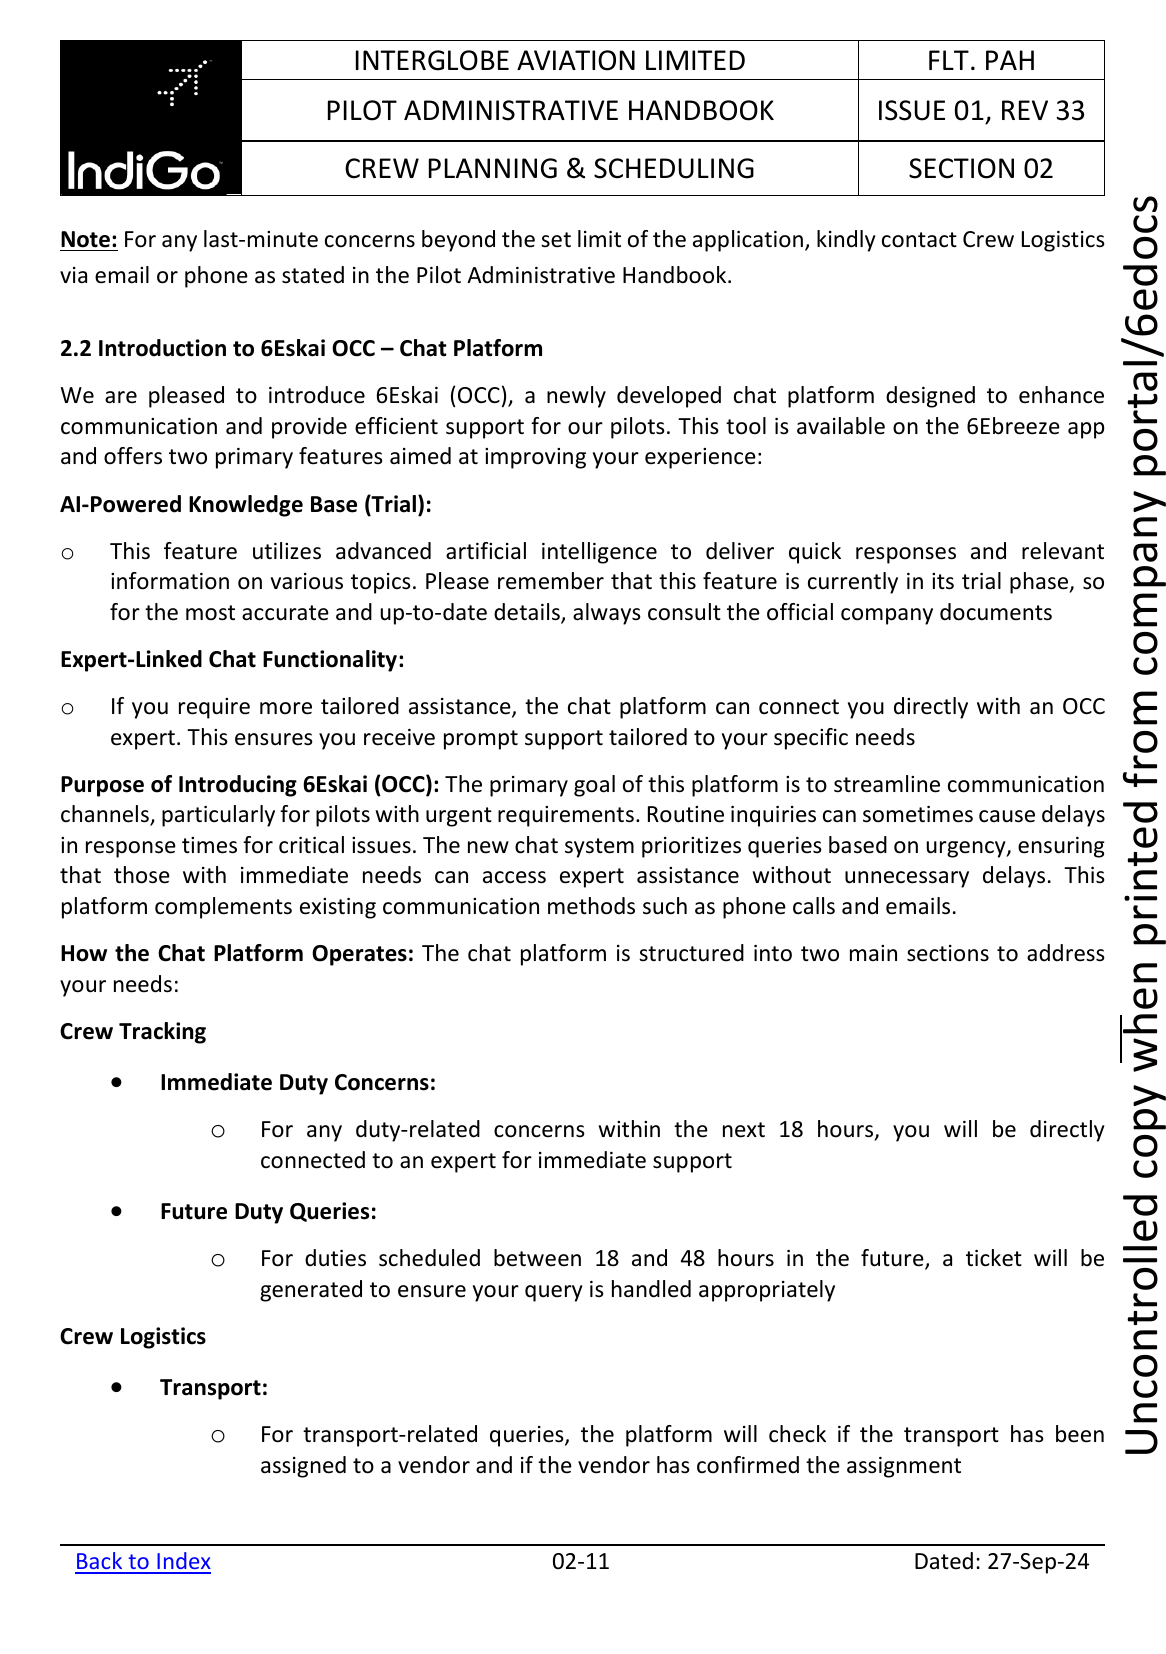 IndiGo
INTERGLOBE AVIATION LIMITED
FLT. PAH
PILOT ADMINISTRATIVE HANDBOOK
ISSUE 01, REV 33
CREW PLANNING & SCHEDULING
SECTION 02
Note: For any last-minute concerns beyond the set limit of the application, kindly contact Crew Logistics
via email or phone as stated in the Pilot Administrative Handbook.
2.2 Introduction to 6Eskai OCC – Chat Platform
We are pleased to introduce 6Eskai (OCC), a newly developed chat platform designed to enhance
communication and provide efficient support for our pilots. This tool is available on the 6Ebreeze app
and offers two primary features aimed at improving your experience:
AI-Powered Knowledge Base (Trial):
o This feature utilizes advanced artificial intelligence to deliver quick responses and relevant
information on various topics. Please remember that this feature is currently in its trial phase, so
for the most accurate and up-to-date details, always consult the official company documents
Expert-Linked Chat Functionality:
o If you require more tailored assistance, the chat platform can connect you directly with an OCC
expert. This ensures you receive prompt support tailored to your specific needs
Purpose of Introducing 6Eskai (OCC): The primary goal of this platform is to streamline communication
channels, particularly for pilots with urgent requirements. Routine inquiries can sometimes cause delays
in response times for critical issues. The new chat system prioritizes queries based on urgency, ensuring
that those with immediate needs can access expert assistance without unnecessary delays. This
platform complements existing communication methods such as phone calls and emails.
How the Chat Platform Operates: The chat platform is structured into two main sections to address
your needs:
Crew Tracking
• Immediate Duty Concerns:
o For any duty-related concerns within the next 18 hours, you will be directly
connected to an expert for immediate support
• Future Duty Queries:
o For duties scheduled between 18 and 48 hours in the future, a ticket will be
generated to ensure your query is handled appropriately
Crew Logistics
• Transport:
o For transport-related queries, the platform will check if the transport has been
assigned to a vendor and if the vendor has confirmed the assignment
Back to Index
02-11
Dated: 27-Sep-24
Uncontrolled copy when printed from company portal/6edocs